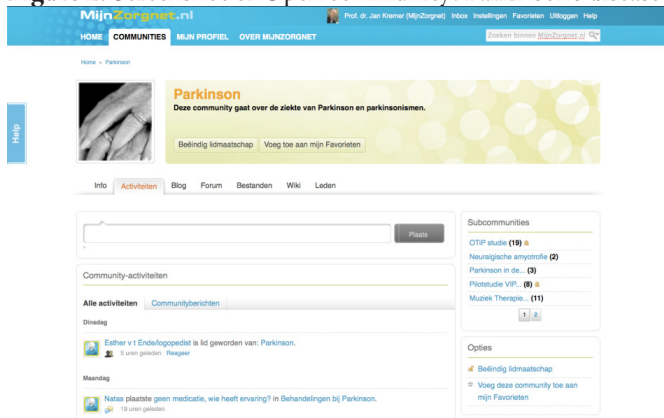 MijnZorgnet.nl
Prof. dr. Jan Kremer (MijnZorgnet) Inbox Instellingen Favorieten Uitloggen Help
HOME COMMUNITIES MIJN PROFIEL OVER MIJNZORGNET
Zoeken binnen MijnZorgnet.nl
Home » Parkinson
Parkinson
Deze community gaat over de ziekte van Parkinson en parkinsonismen.
Help
Beëindig lidmaatschap Voeg toe aan mijn Favorieten
Info Activiteiten Blog Forum Bestanden Wiki Leden
Plaats
Community-activiteiten
Alle activiteiten Communityberichten
Dinsdag
Esther v t Ende/logopedist is lid geworden van: Parkinson.
5 uren geleden Reageer
Maandag
Natas plaatste geen medicatie, wie heeft ervaring? in Behandelingen bij Parkinson.
19 uren geleden
Subcommunities
OTiP studie (19)
Neuralgische amyotrofie (2)
Parkinson in de... (3)
Pilotstudie VIP... (8)
Muziek Therapie... (11)
1 2
Opties
Beëindig lidmaatschap
Voeg deze community toe aan
mijn Favorieten